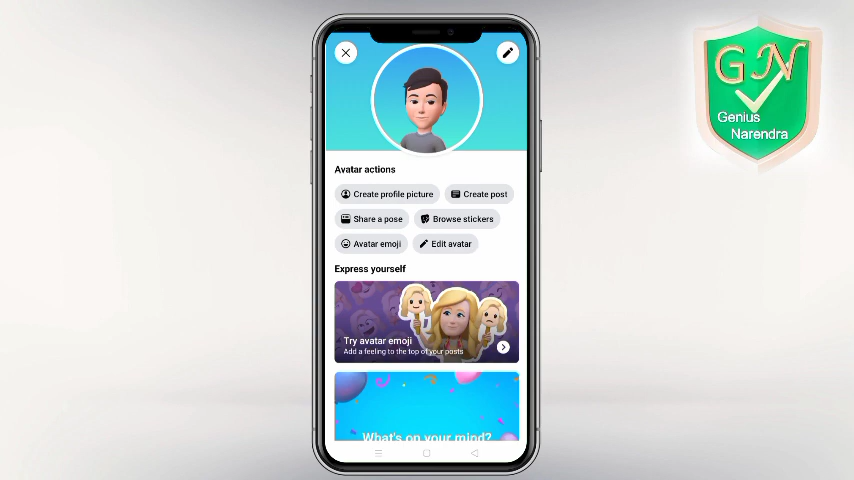 GN
Genius
Narendra
Avatar actions
Create profile picture
Create post
Share a pose
Browse stickers
Avatar emoji
Edit avatar
Express yourself
Try avatar emoji
Add a feeling to the top of your posts
What's on your mind?